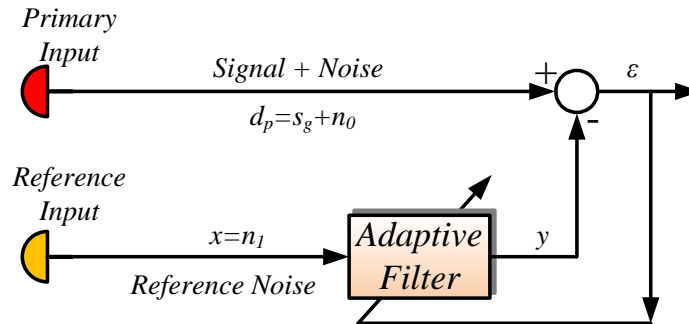 Primary
Input
Signal + Noise
+
ε
d_p=s_g+n_0
-
Reference
Input
x=n_1
Adaptive
Filter
y
Reference Noise